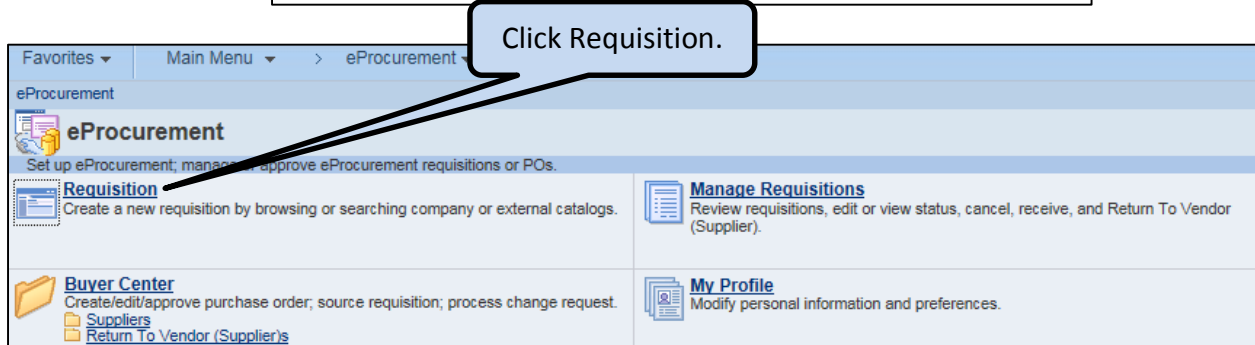 Click Requisition.
Favorites Main Menu > eProcurement
eProcurement
eProcurement
Set up eProcurement; manage approve eProcurement requisitions or POs.
Requisition
Create a new requisition by browsing or searching company or external catalogs.
Manage Requisitions
Review requisitions, edit or view status, cancel, receive, and Return To Vendor
(Supplier).
Buyer Center
Create/edit/approve purchase order; source requisition; process change request.
Suppliers
Return To Vendor (Supplier)s
My Profile
Modify personal information and preferences.